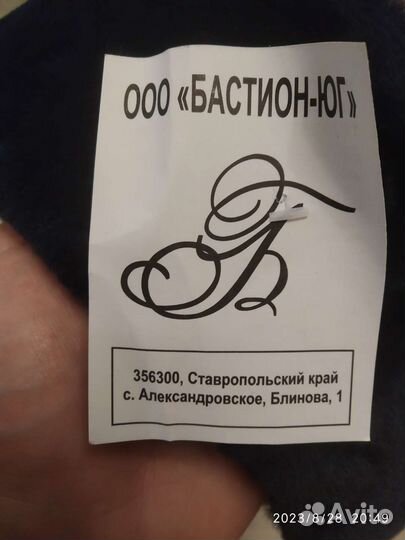 ООО «БАСТИОН-ЮГ»
Б
356300, Ставропольский край
с. Александровское, Блинова, 1
2023/8/28 20:49
Avito